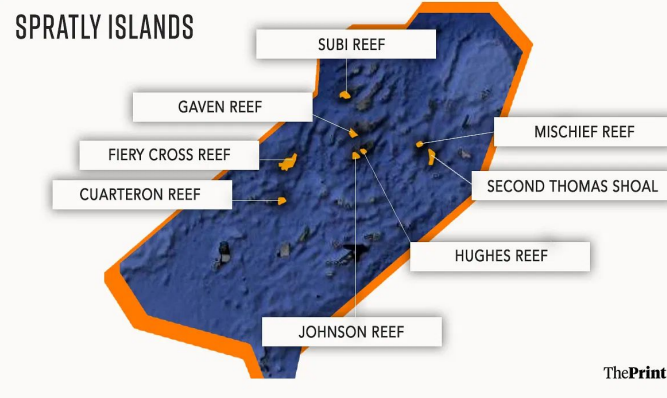 SPRATLY ISLANDS
SUBI REEF
GAVEN REEF
MISCHIEF REEF
FIERY CROSS REEF
CUARTERON REEF
SECOND THOMAS SHOAL
HUGHES REEF
JOHNSON REEF
ThePrint